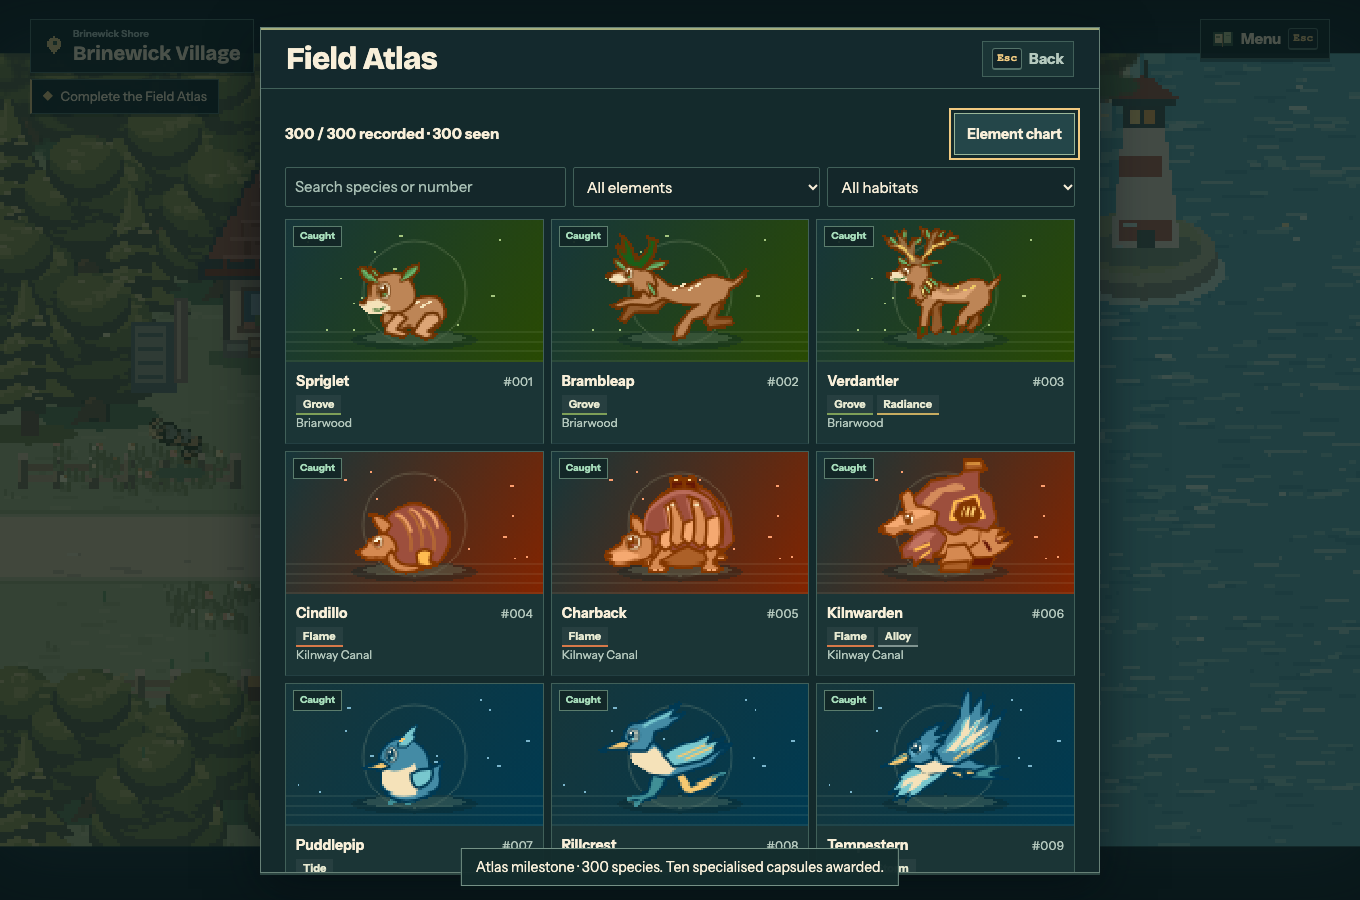 Brinewick Shore
Brinewick Village
Complete the Field Atlas
Menu Esc
Field Atlas
Esc Back
300 / 300 recorded · 300 seen
Element chart
Search species or number
All elements
All habitats
Caught
Caught
Caught
Spriglet #001
Grove
Briarwood
Brambleap #002
Grove
Briarwood
Verdantler #003
Grove Radiance
Briarwood
Caught
Caught
Caught
Cindillo #004
Flame
Kilnway Canal
Charback #005
Flame
Kilnway Canal
Kilnwarden #006
Flame Alloy
Kilnway Canal
Caught
Caught
Caught
Puddlepip #007
Tide
Rillcrest #008
Tempestern #009
Atlas milestone · 300 species. Ten specialised capsules awarded.